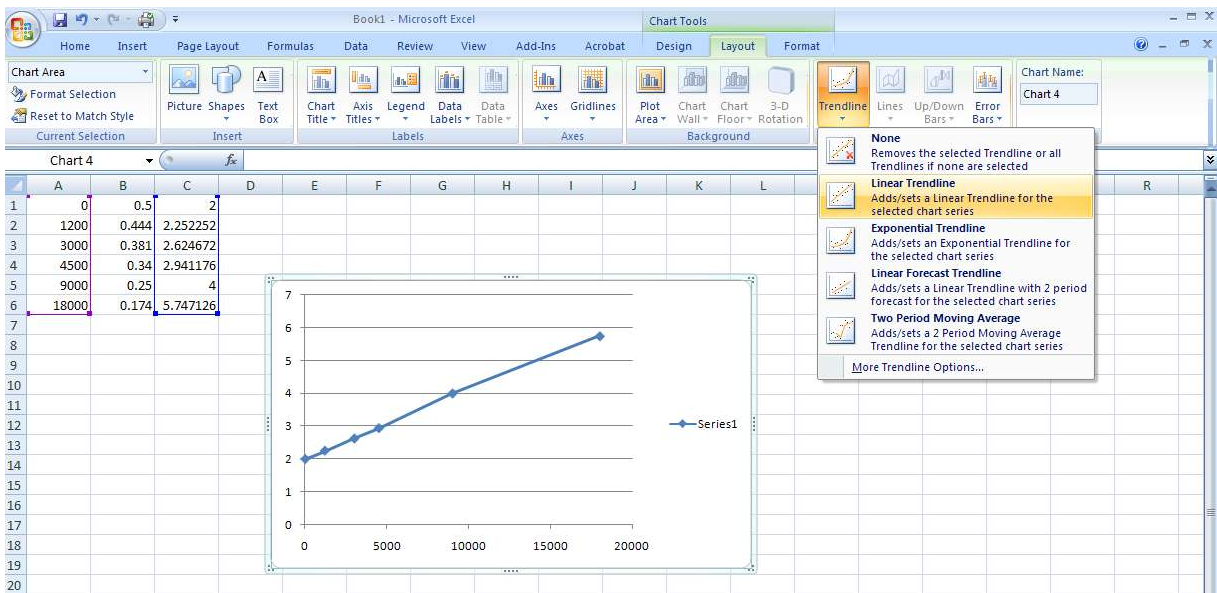 Book1 - Microsoft Excel
Chart Tools
Home Insert Page Layout Formulas Data Review View Add-Ins Acrobat Design Layout Format
Chart Area
Format Selection
Reset to Match Style
Current Selection
Picture Shapes Text Box
Insert
Chart Title Axis Titles Legend Data Labels Data Table
Labels
Axes Gridlines
Axes
Plot Area Chart Wall Chart Floor 3-D Rotation
Background
Trendline Lines Up/Down Bars Error Bars
Chart Name:
Chart 4
None
Removes the selected Trendline or all
Trendlines if none are selected
Linear Trendline
Adds/sets a Linear Trendline for the
selected chart series
Exponential Trendline
Adds/sets an Exponential Trendline for
the selected chart series
Linear Forecast Trendline
Adds/sets a Linear Trendline with 2 period
forecast for the selected chart series
Two Period Moving Average
Adds/sets a 2 Period Moving Average
Trendline for the selected chart series
More Trendline Options...
Chart 4 fx
A B C D E F G H I J K L R
1 0 0.5 2
2 1200 0.444 2.252252
3 3000 0.381 2.624672
4 4500 0.34 2.941176
5 9000 0.25 4
6 18000 0.174 5.747126
7
8
9
10
11
12
13
14
15
16
17
18
19
20
7
6
5
4
3
2
1
0
0 5000 10000 15000 20000
Series1